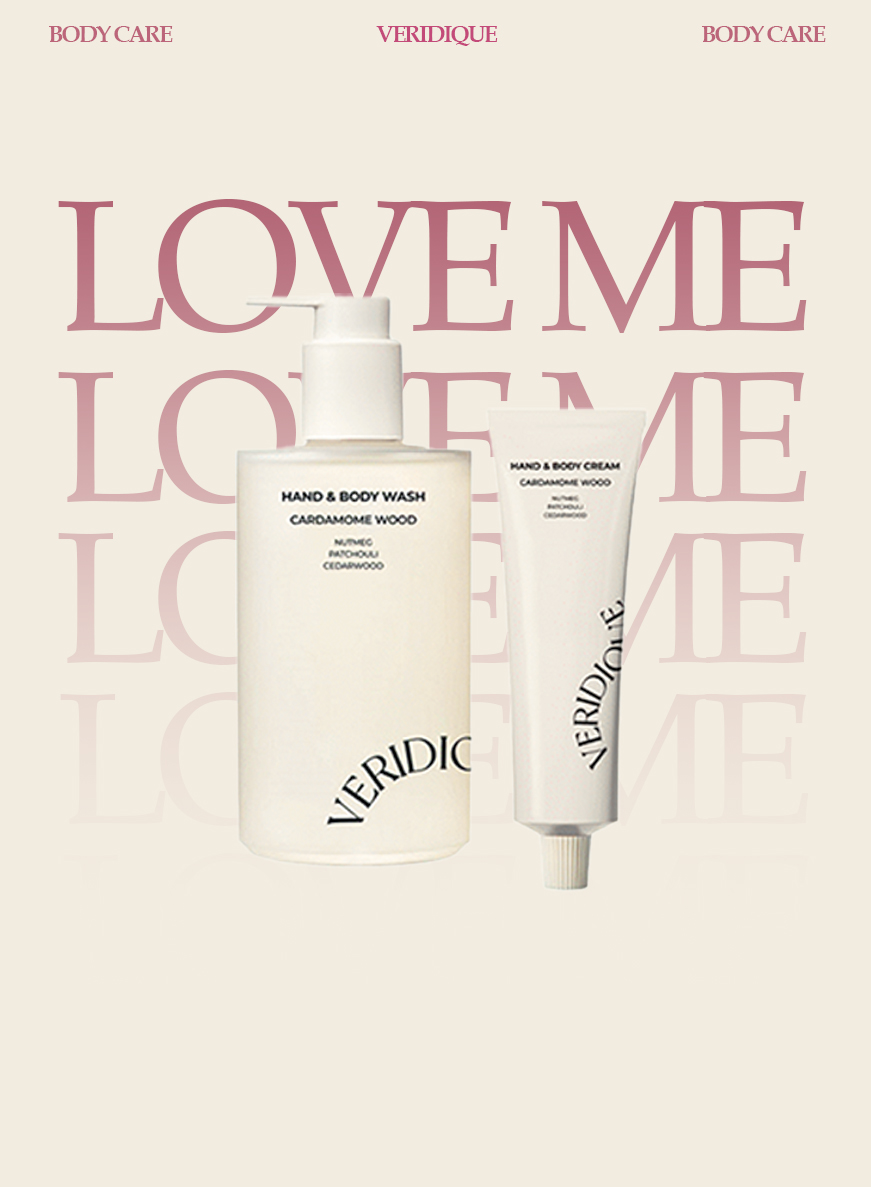 BODY CARE
VERIDIQUE
BODY CARE
LOVE ME
LOVE ME
LOVE ME
LOVE ME
HAND & BODY WASH
CARDAMOME WOOD
NUTMEG
PATCHOULI
CEDARWOOD
VERIDIQ
HAND & BODY CREAM
CARDAMOME WOOD
NUTMEG
PATCHOULI
CEDARWOOD
VERIDIQUE